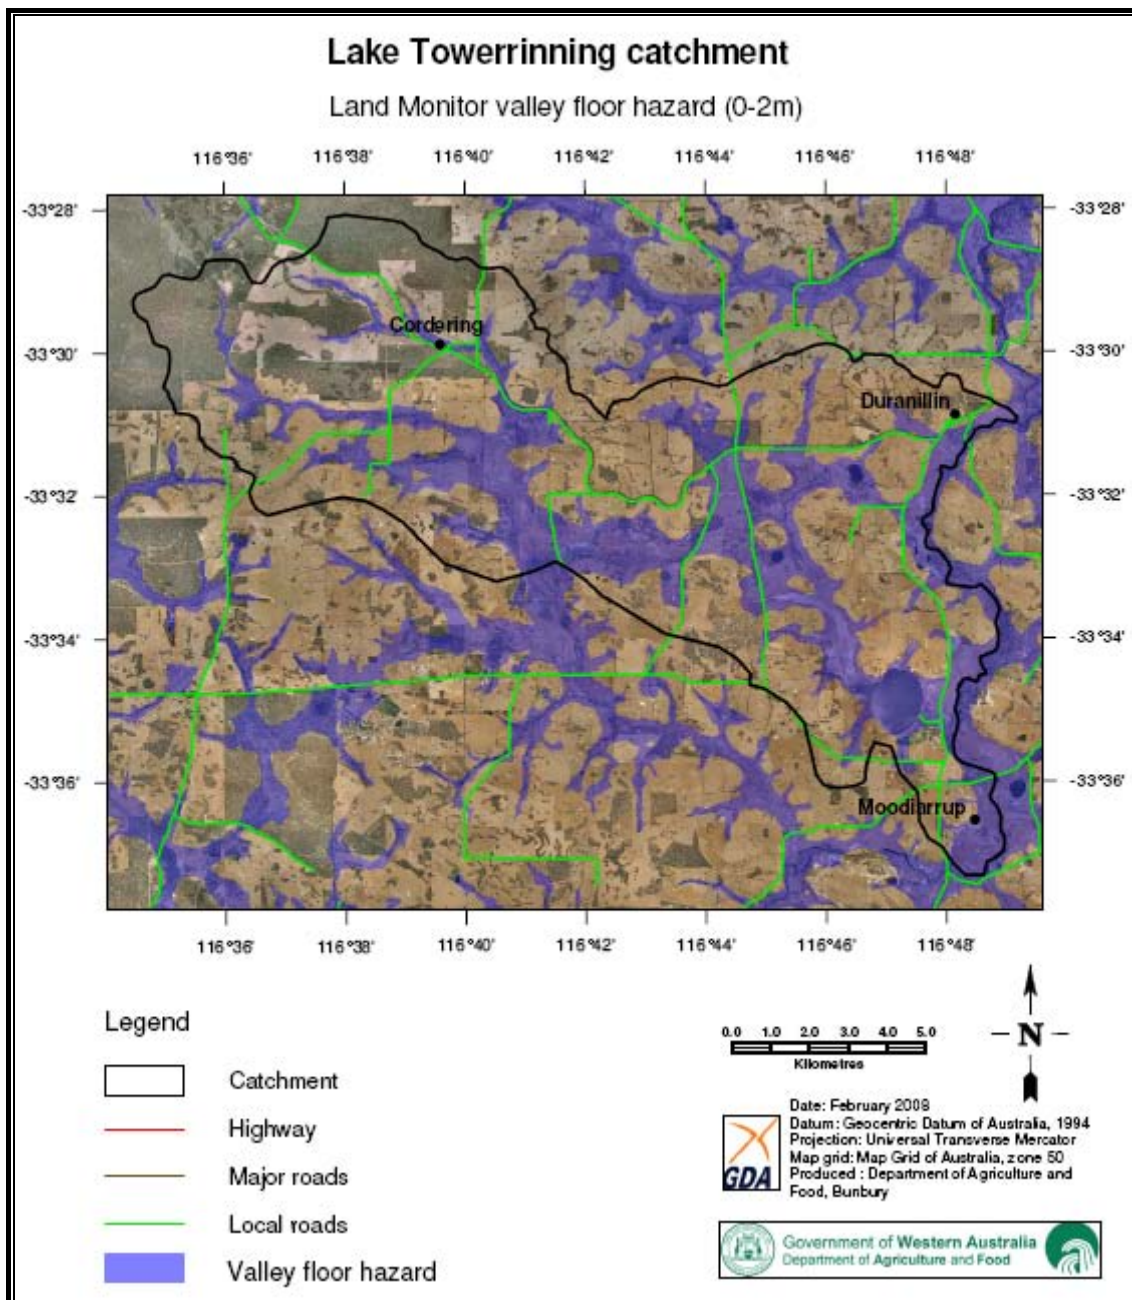 Lake Towerrinning catchment
Land Monitor valley floor hazard (0-2m)
116°36' 116°38' 116°40' 116°42' 116°44' 116°46' 116°48'
-33°28' -33°28'
Cordering
-33°30' -33°30'
Duranillin
-33°32' -33°32'
-33°34' -33°34'
-33°36' -33°36'
Moodiarrup
116°36' 116°38' 116°40' 116°42' 116°44' 116°46' 116°48'
Legend
Catchment
Highway
Major roads
Local roads
Valley floor hazard
0.0 1.0 2.0 3.0 4.0 5.0
Kilometres
N
Date: February 2008
Datum: Geocentric Datum of Australia, 1994
Projection: Universal Transverse Mercator
Map grid: Map Grid of Australia, zone 50
Produced : Department of Agriculture and
Food, Bunbury
GDA
Government of Western Australia
Department of Agriculture and Food